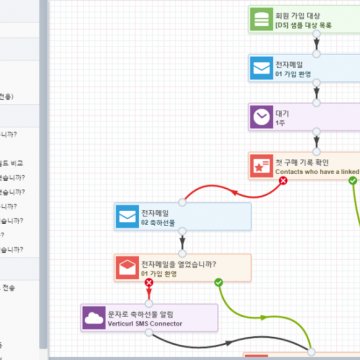 회원 가입 대상
[DS] 샘플 대상 목록
전자메일
01 가입 환영
대기
1주
첫 구매 기록 확인
Contacts who have a linked
전자메일
02 축하선물
전자메일을 열었습니까?
01 가입 환영
문자로 축하선물 알림
Verticurl SMS Connector
전송)
니까?
비교
습니까?
습니까?
니까?
습니까?
?
습니까?
전송